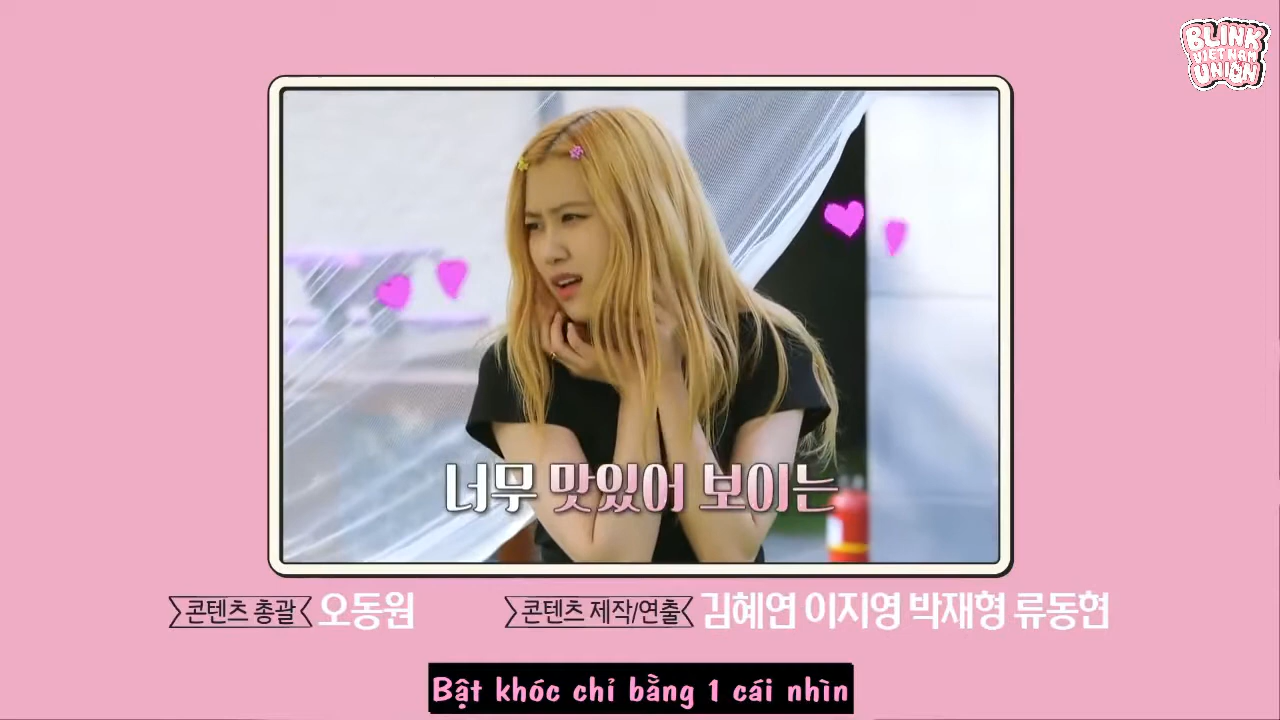 BLINK
VIETNAM
UNION
너무 맛있어 보이는
콘텐츠 총괄 오동원 콘텐츠 제작/연출 김혜연 이지영 박재형 류동현
Bật khóc chỉ bằng 1 cái nhìn